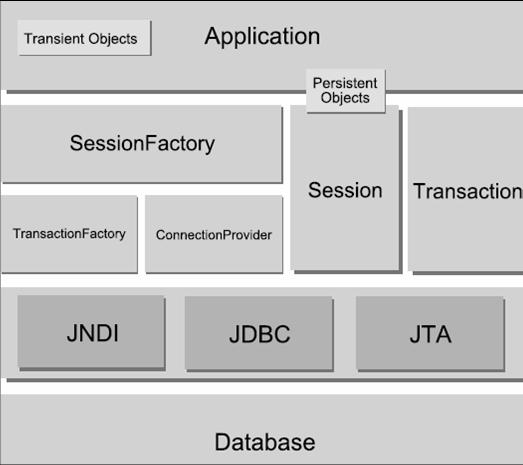 Transient Objects
Application
Persistent
Objects
SessionFactory
Session
Transaction
TransactionFactory
ConnectionProvider
JNDI
JDBC
JTA
Database